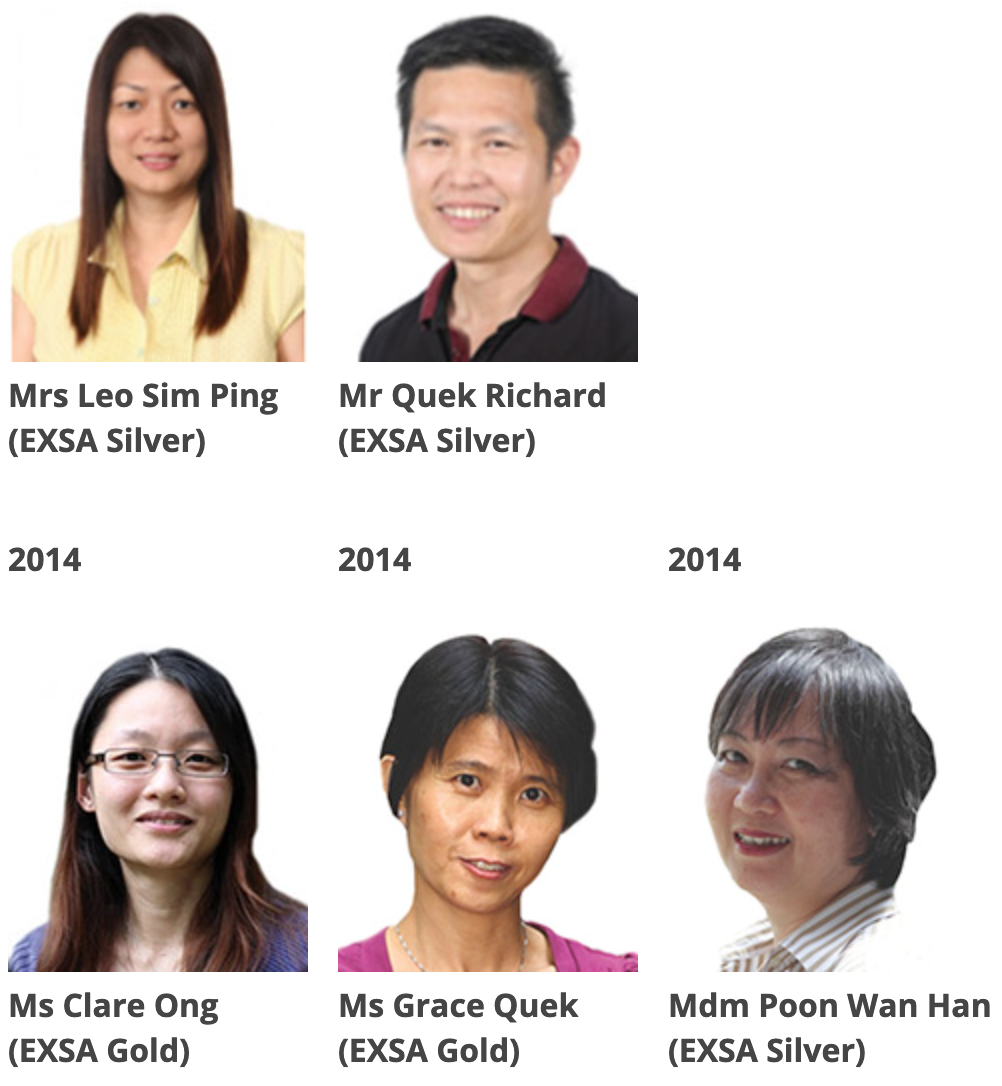 Mrs Leo Sim Ping
(EXSA Silver)
Mr Quek Richard
(EXSA Silver)
2014
2014
2014
Ms Clare Ong
(EXSA Gold)
Ms Grace Quek
(EXSA Gold)
Mdm Poon Wan Han
(EXSA Silver)